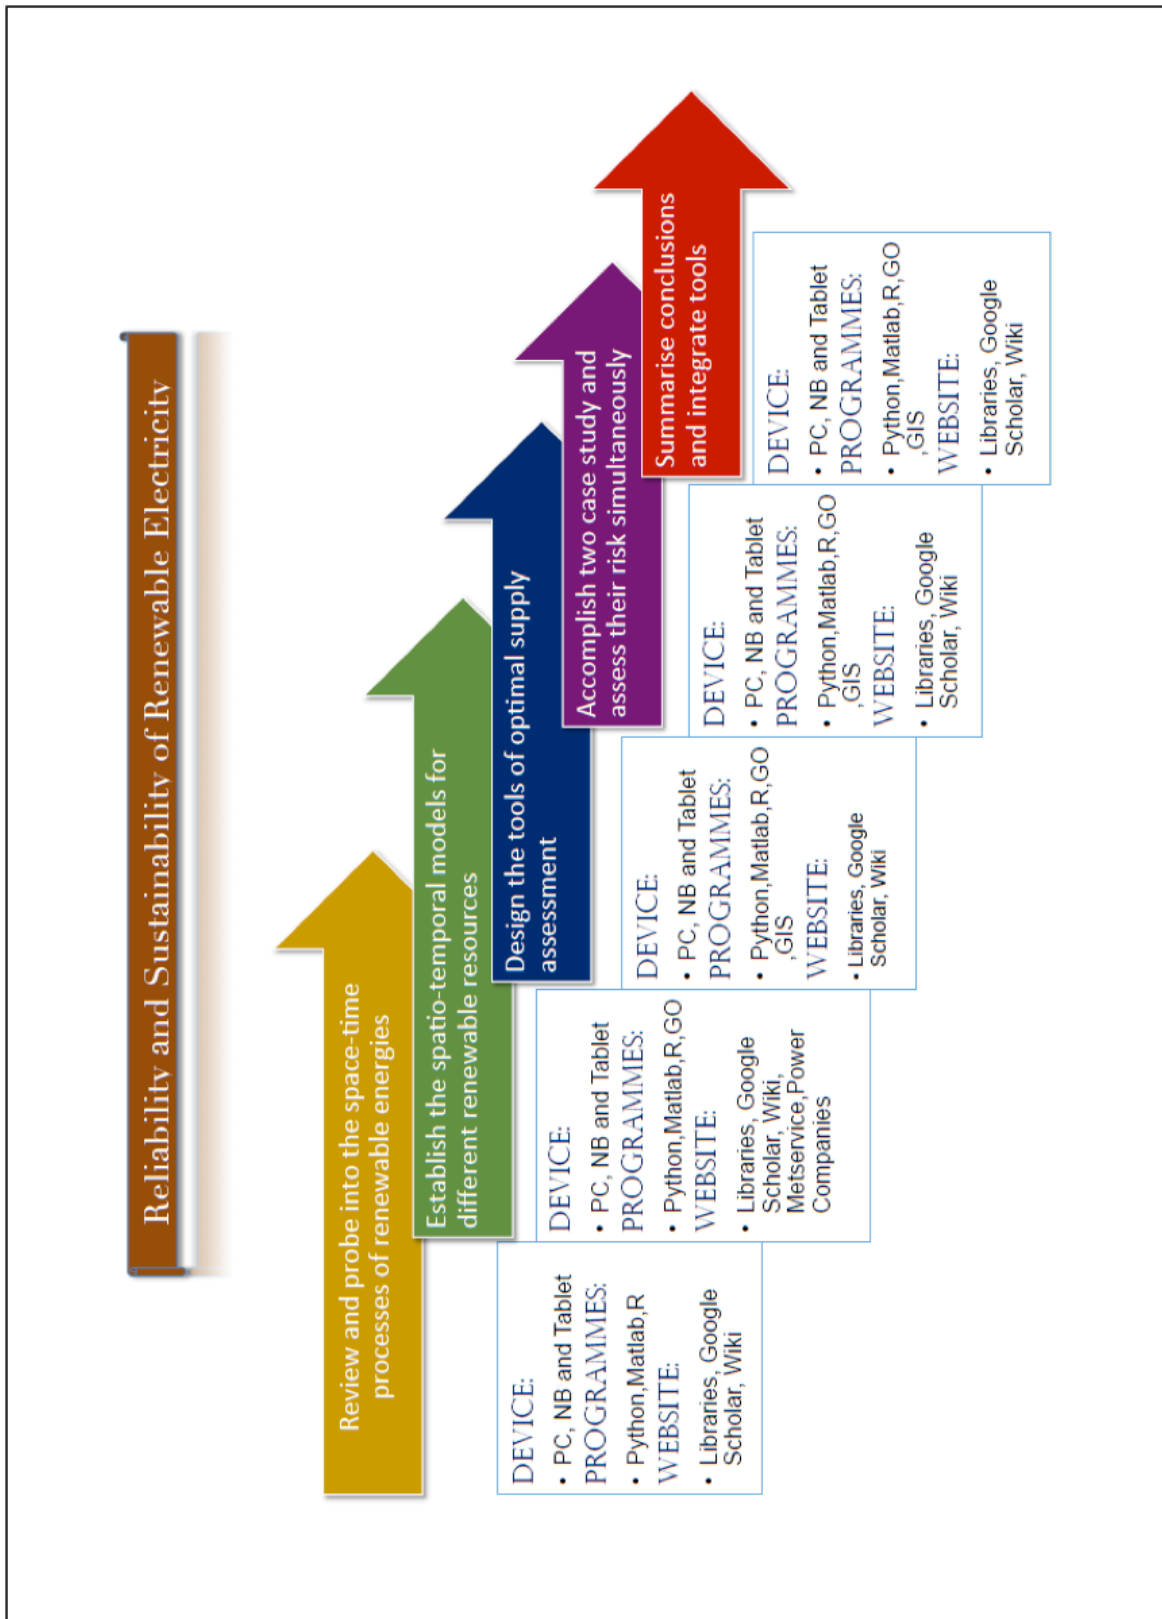 Reliability and Sustainability of Renewable Electricity
Review and probe into the space-time
processes of renewable energies
DEVICE:
• PC, NB and Tablet
PROGRAMMES:
• Python,Matlab,R
WEBSITE:
• Libraries, Google
Scholar, Wiki
Establish the spatio-temporal models for
different renewable resources
DEVICE:
• PC, NB and Tablet
PROGRAMMES:
• Python,Matlab,R,GO
WEBSITE:
• Libraries, Google
Scholar, Wiki,
Metservice,Power
Companies
Design the tools of optimal supply
assessment
DEVICE:
• PC, NB and Tablet
PROGRAMMES:
• Python,Matlab,R,GO
,GIS
WEBSITE:
• Libraries, Google
Scholar, Wiki
Accomplish two case study and
assess their risk simultaneously
DEVICE:
• PC, NB and Tablet
PROGRAMMES:
• Python,Matlab,R,GO
,GIS
WEBSITE:
• Libraries, Google
Scholar, Wiki
Summarise conclusions
and integrate tools
DEVICE:
• PC, NB and Tablet
PROGRAMMES:
• Python,Matlab,R,GO
,GIS
WEBSITE:
• Libraries, Google
Scholar, Wiki